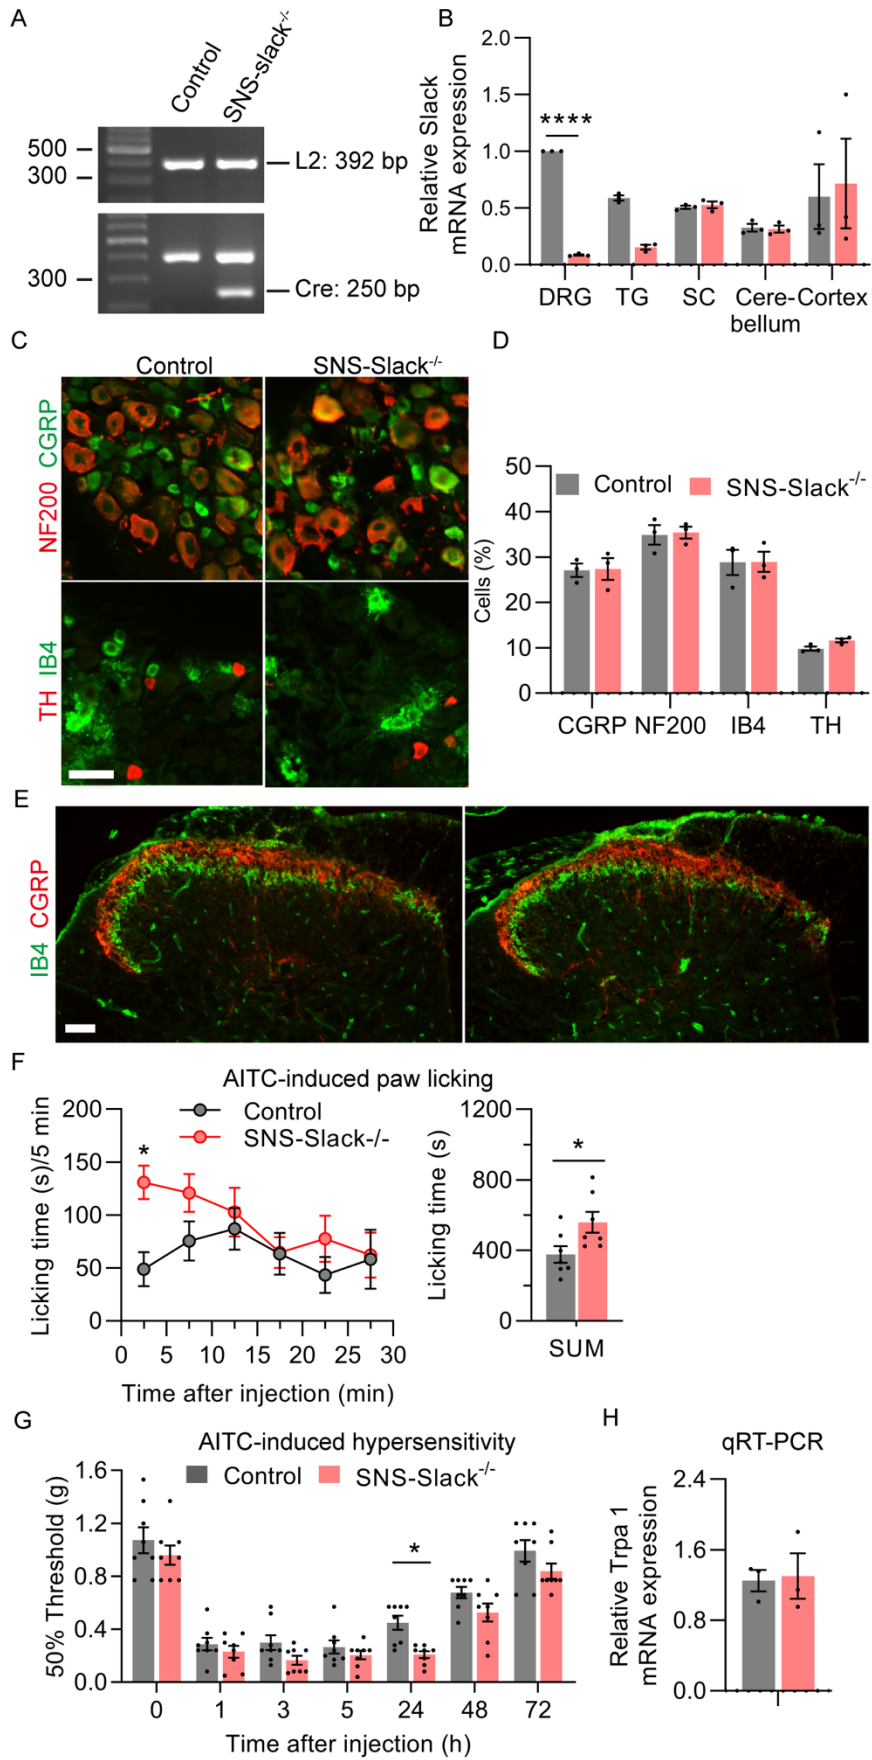 A
Control
SNS-slack-/-
500
300
L2: 392 bp
300
Cre: 250 bp
B
Relative Slack
mRNA expression
2.0
1.5
1.0
0.5
0.0
****
DRG
TG
SC
Cere-
bellum
Cortex
C
Control
SNS-Slack-/-
NF200 CGRP
TH IB4
D
Cells (%)
50
40
30
20
10
0
Control
SNS-Slack-/-
CGRP
NF200
IB4
TH
E
IB4 CGRP
F
AITC-induced paw licking
Licking time (s)/5 min
200
150
100
50
0
Control
SNS-Slack-/-
*
0
5
10
15
20
25
30
Time after injection (min)
Licking time (s)
1200
800
400
0
*
SUM
G
AITC-induced hypersensitivity
50% Threshold (g)
1.6
1.2
0.8
0.4
0.0
Control
SNS-Slack-/-
*
0
1
3
5
24
48
72
Time after injection (h)
H
qRT-PCR
Relative Trpa 1
mRNA expression
2.4
1.6
0.8
0.0